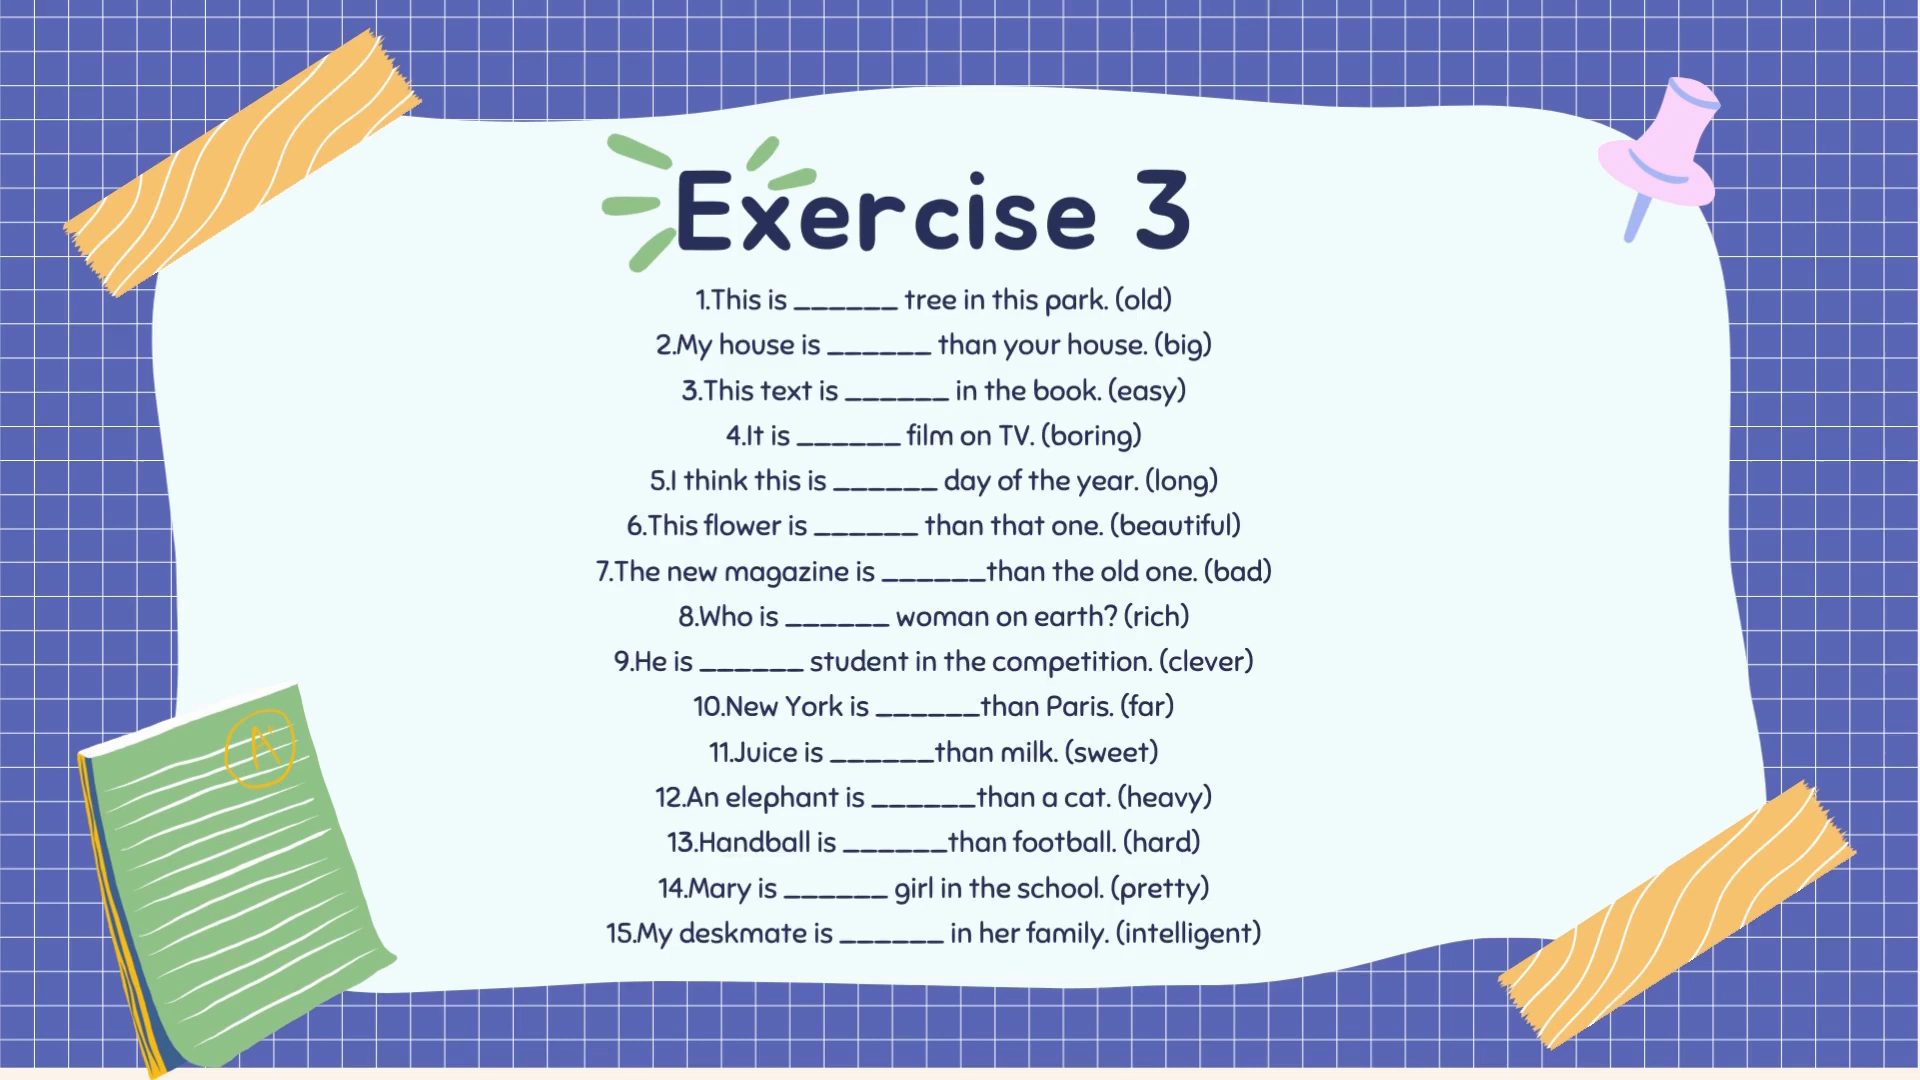 Exercise 3
1.This is ______ tree in this park. (old)
2.My house is ______ than your house. (big)
3.This text is ______ in the book. (easy)
4.It is ______ film on TV. (boring)
5.I think this is ______ day of the year. (long)
6.This flower is ______ than that one. (beautiful)
7.The new magazine is ______than the old one. (bad)
8.Who is ______ woman on earth? (rich)
9.He is ______ student in the competition. (clever)
10.New York is ______than Paris. (far)
11.Juice is ______than milk. (sweet)
12.An elephant is ______than a cat. (heavy)
13.Handball is ______than football. (hard)
14.Mary is ______ girl in the school. (pretty)
15.My deskmate is ______ in her family. (intelligent)
A+